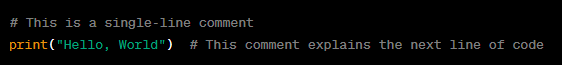 # This is a single-line comment
print("Hello, World")  # This comment explains the next line of code